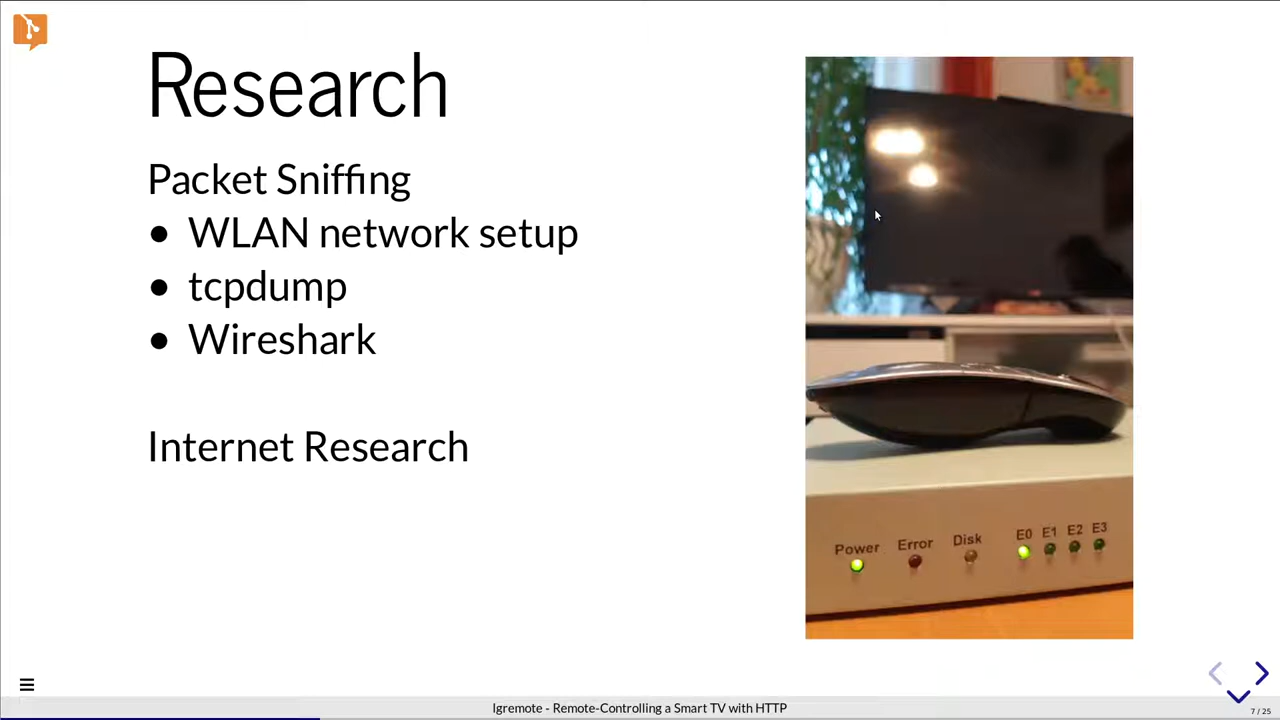 Research
Packet Sniffing
• WLAN network setup
• tcpdump
• Wireshark
Internet Research
Power Error Disk E0 E1 E2 E3
lgremote - Remote-Controlling a Smart TV with HTTP
7 / 25